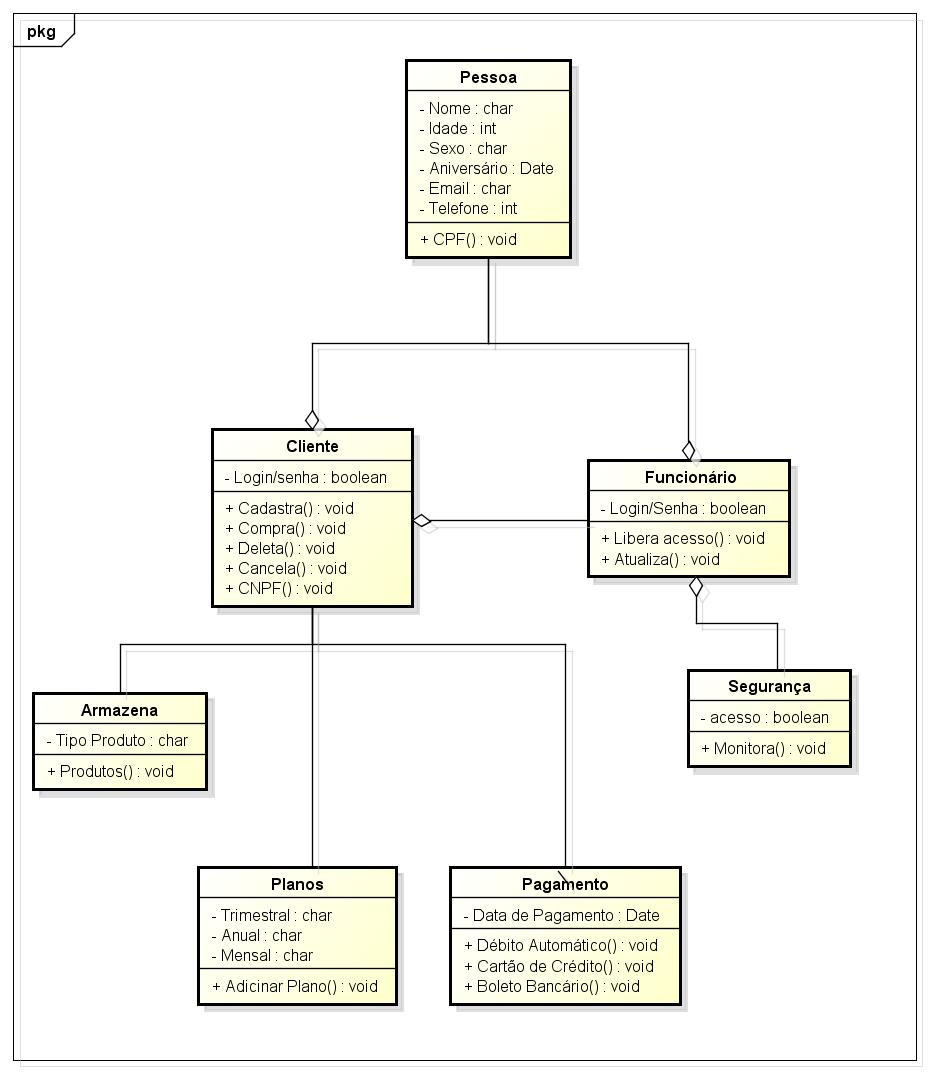 pkg
Pessoa
- Nome : char
- Idade : int
- Sexo : char
- Aniversário : Date
- Email : char
- Telefone : int
+ CPF() : void
Cliente
- Login/senha : boolean
+ Cadastra() : void
+ Compra() : void
+ Deleta() : void
+ Cancela() : void
+ CNPF() : void
Funcionário
- Login/Senha : boolean
+ Libera acesso() : void
+ Atualiza() : void
Segurança
- acesso : boolean
+ Monitora() : void
Armazena
- Tipo Produto : char
+ Produtos() : void
Planos
- Trimestral : char
- Anual : char
- Mensal : char
+ Adicinar Plano() : void
Pagamento
- Data de Pagamento : Date
+ Débito Automático() : void
+ Cartão de Crédito() : void
+ Boleto Bancário() : void